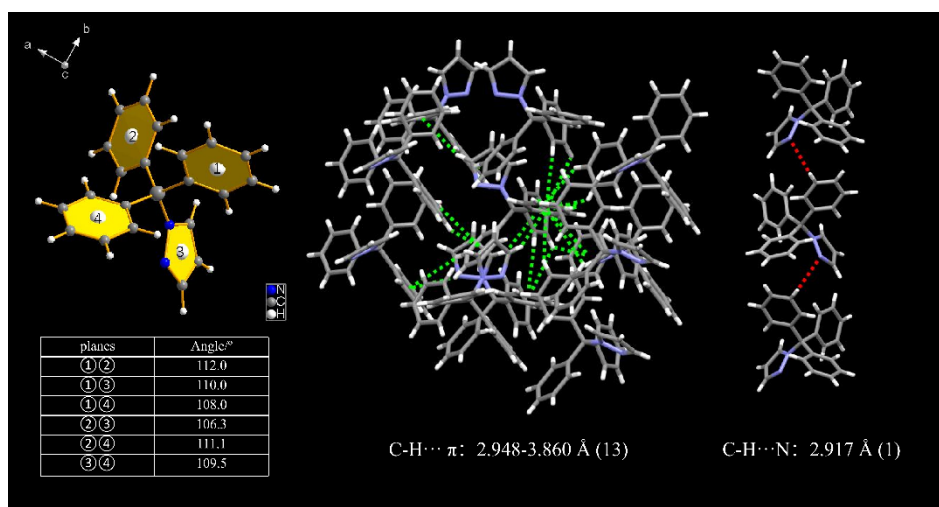 a
b
c
2
1
4
3
N
C
H
planes Angle/°
①② 112.0
①③ 110.0
①④ 108.0
②③ 106.3
②④ 111.1
③④ 109.5
C-H··· π: 2.948-3.860 Å (13)
C-H···N: 2.917 Å (1)